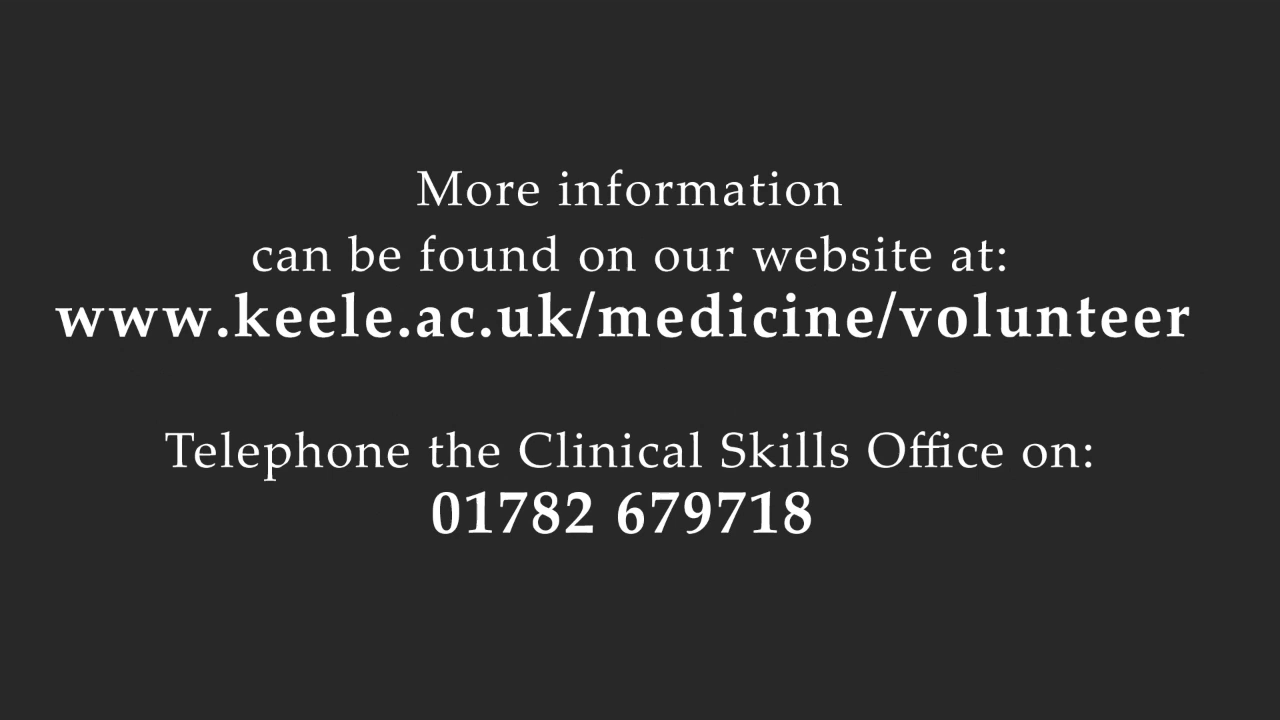 More information
can be found on our website at:
www.keele.ac.uk/medicine/volunteer
Telephone the Clinical Skills Office on:
01782 679718